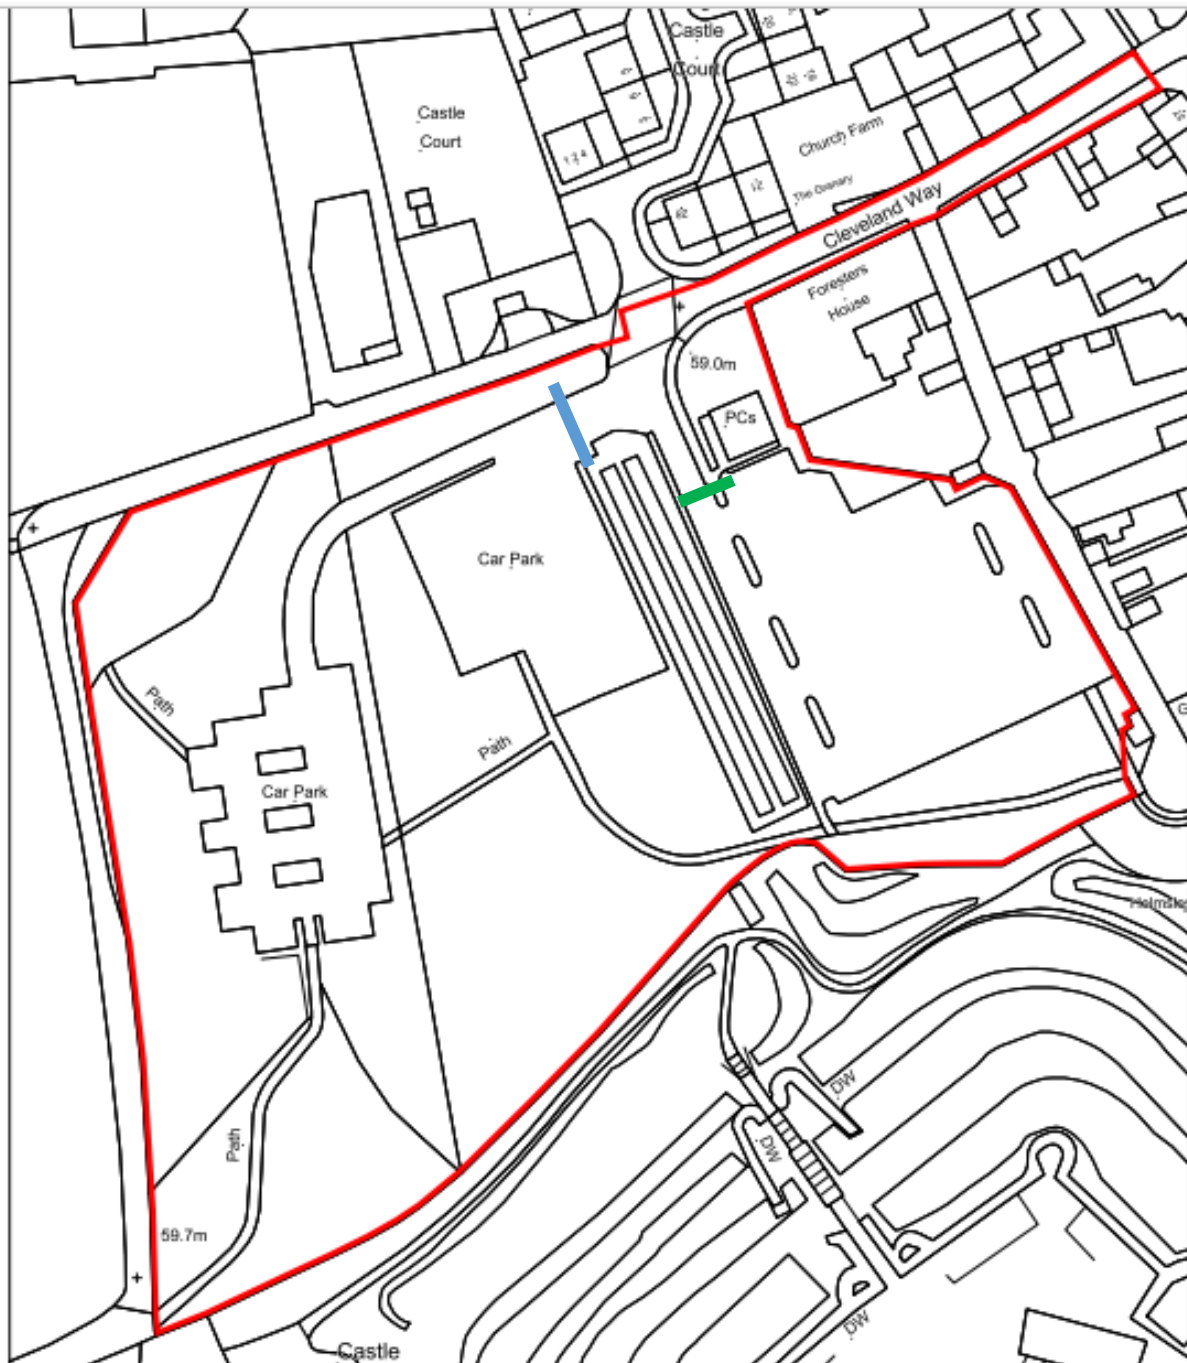 Castle
Court
Castle
Court
Church Farm
The Granary
Cleveland Way
Foresters
House
59.0m
PCs
Car Park
Path
Path
Car Park
DW
DW
Path
59.7m
DW
Castle